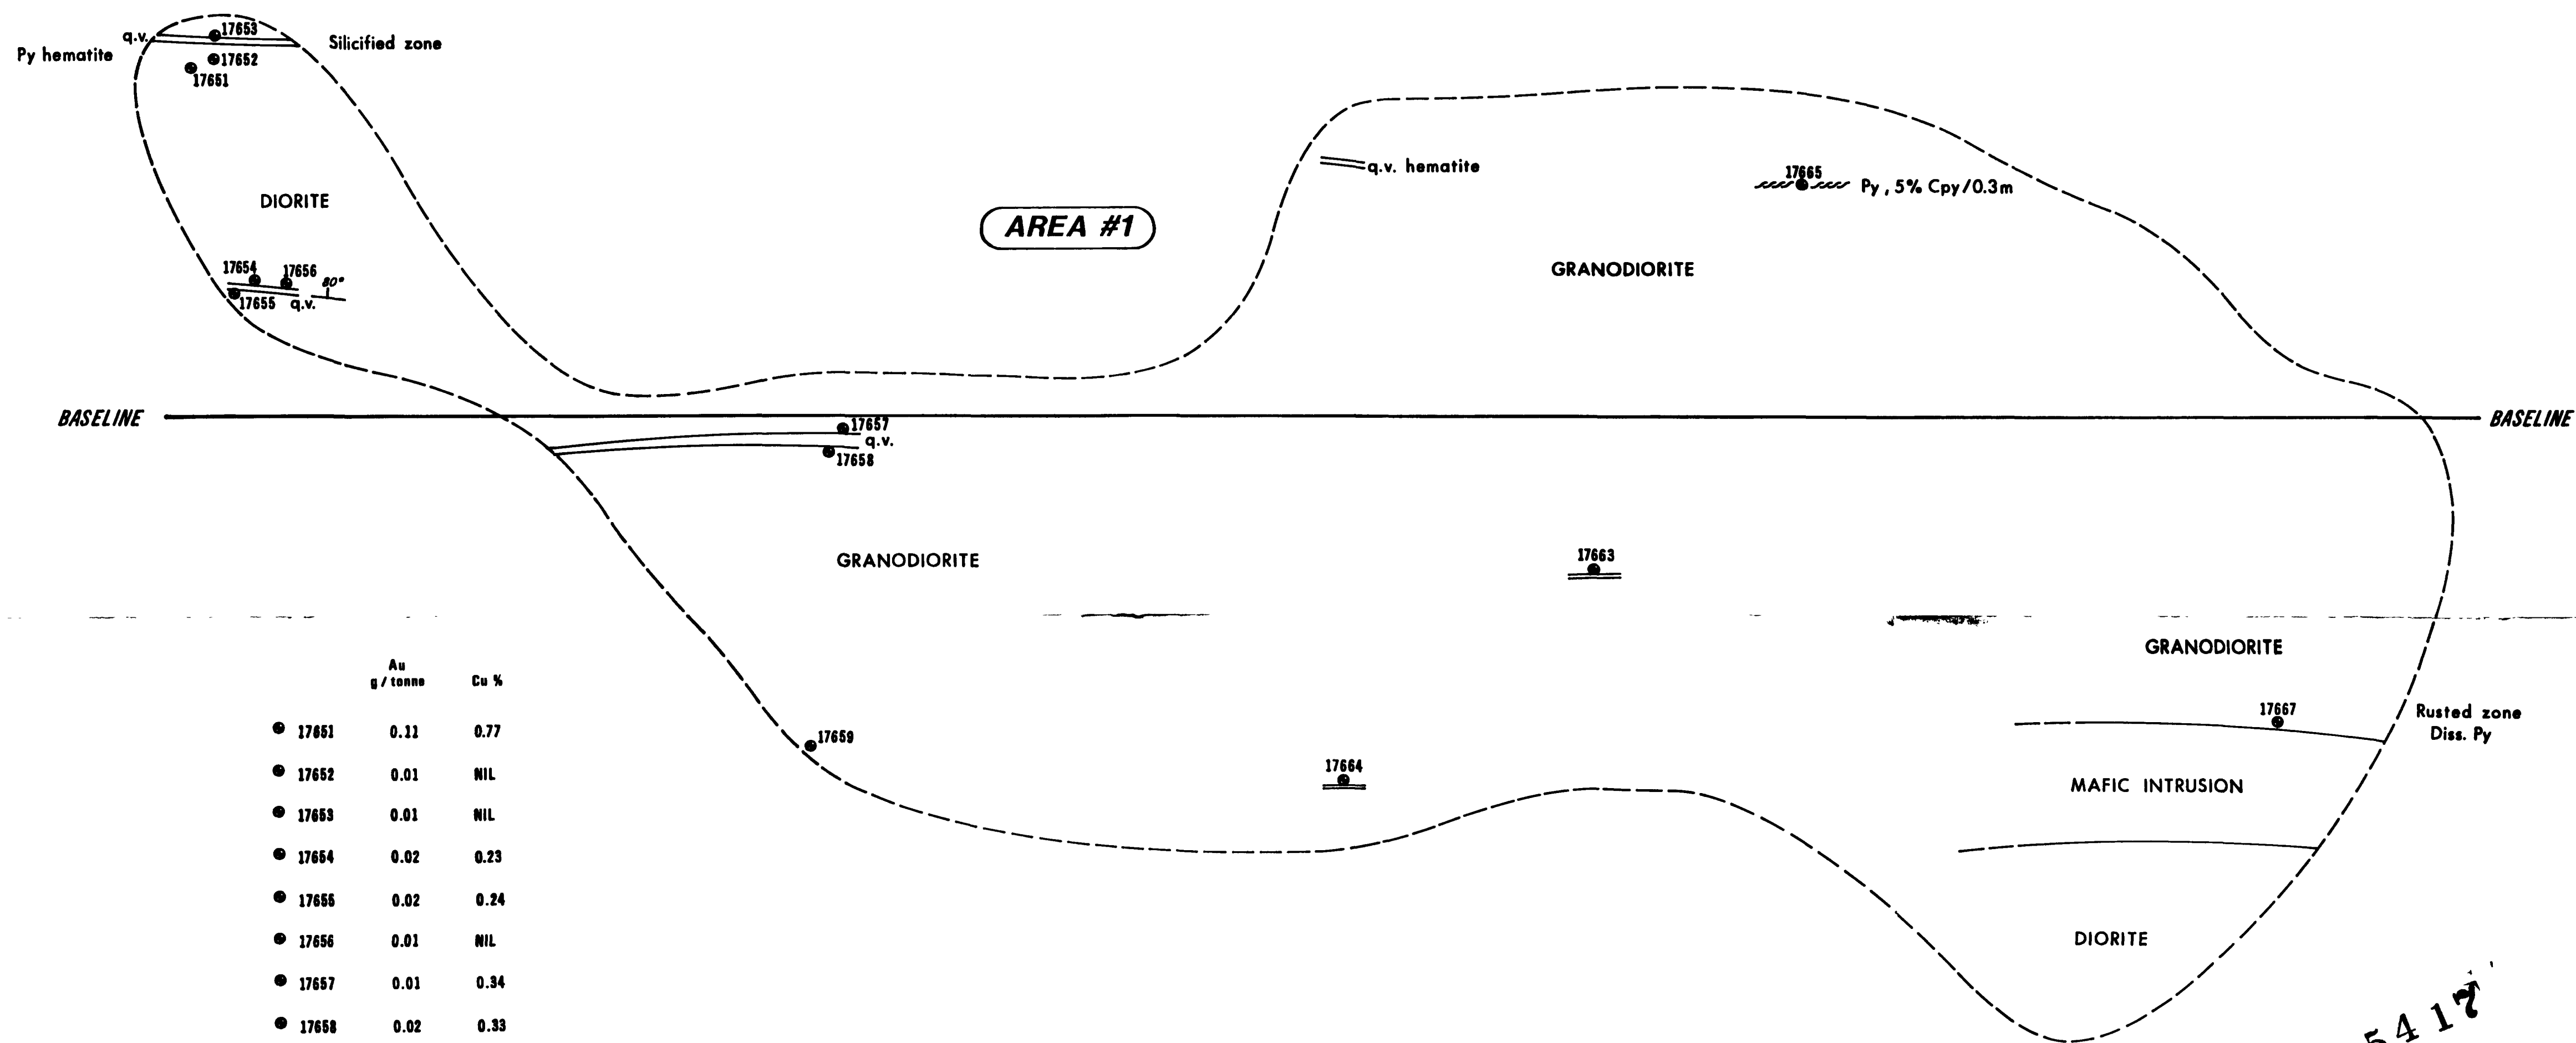 17653
q.v.
Silicified zone
Py hematite
17652
17651
DIORITE
q.v. hematite
17665
Py, 5% Cpy/0.3m
AREA #1
GRANODIORITE
17654
17656
80°
17655
q.v.
BASELINE
BASELINE
17657
q.v.
17658
GRANODIORITE
17663
GRANODIORITE
17659
17664
17667
Rusted zone
Diss. Py
MAFIC INTRUSION
DIORITE
Au g/tonne Cu %
17651 0.11 0.77
17652 0.01 NIL
17653 0.01 NIL
17654 0.02 0.23
17655 0.02 0.24
17656 0.01 NIL
17657 0.01 0.34
17658 0.02 0.33
5417